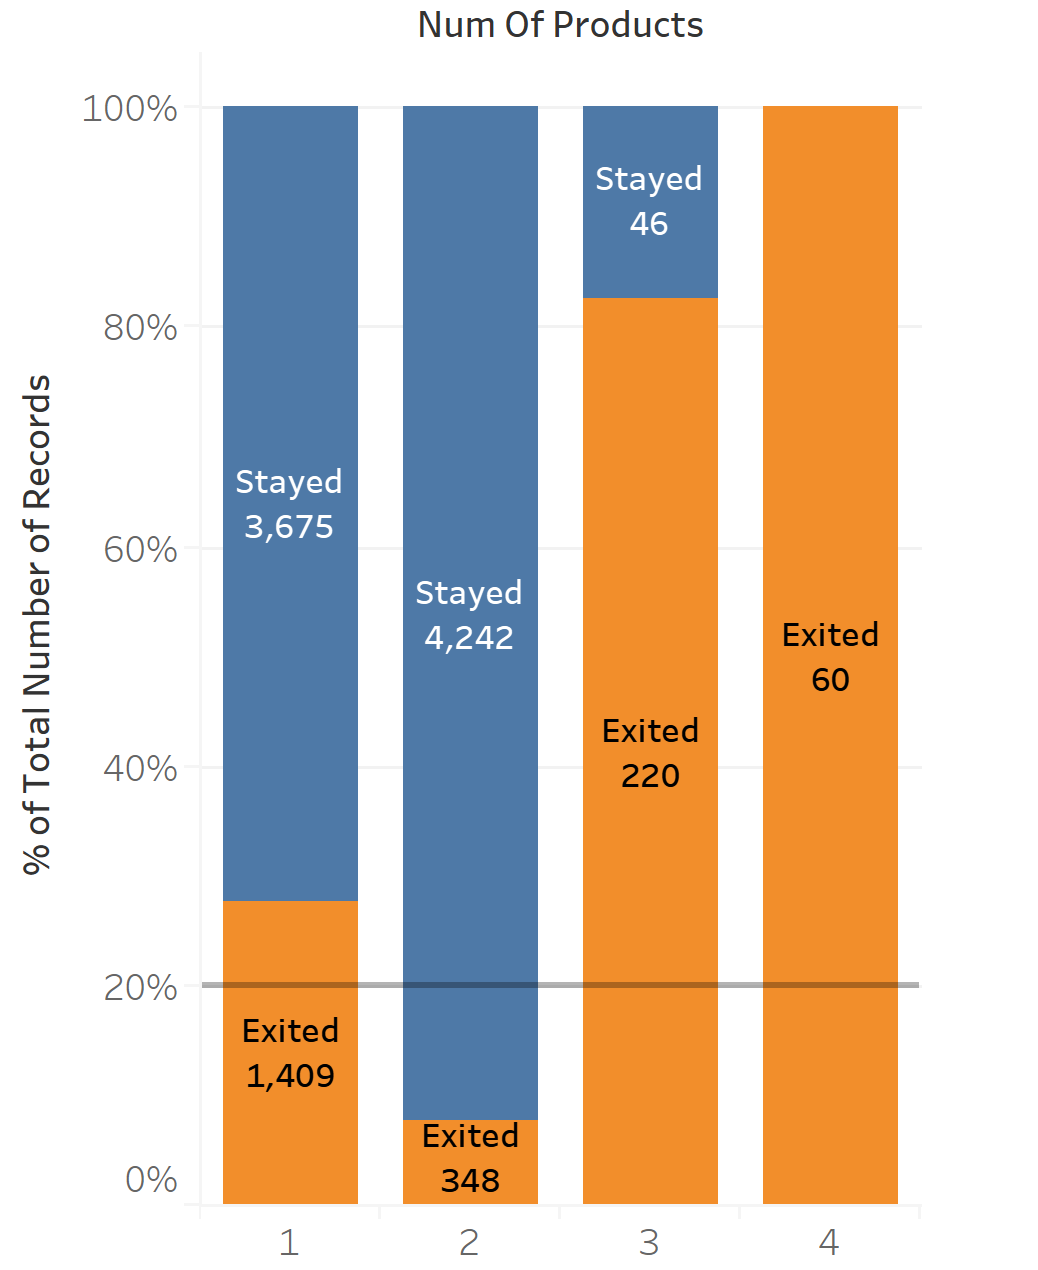 Num Of Products
100%
80%
60%
40%
20%
0%
% of Total Number of Records
Stayed
3,675
Exited
1,409
Stayed
4,242
Exited
348
Stayed
46
Exited
220
Exited
60
1
2
3
4